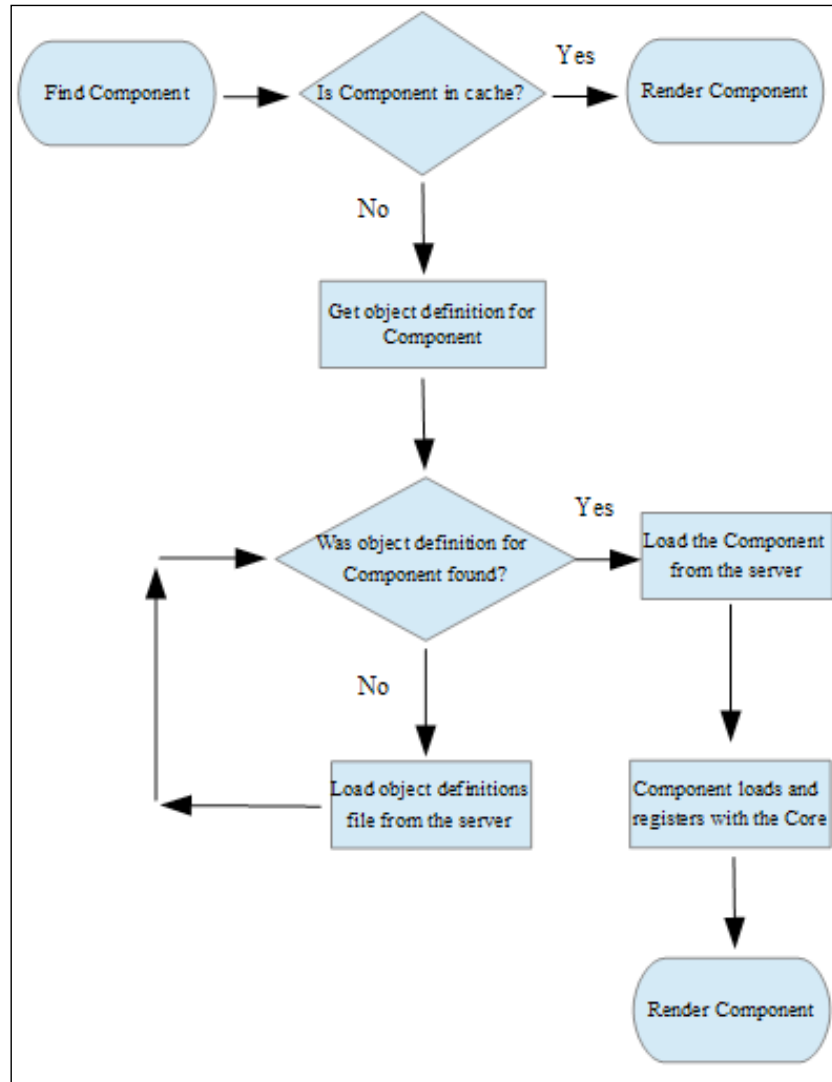 Find Component
Is Component in cache?
Yes
Render Component
No
Get object definition for
Component
Was object definition for
Component found?
Yes
Load the Component
from the server
No
Load object definitions
file from the server
Component loads and
registers with the Core
Render Component